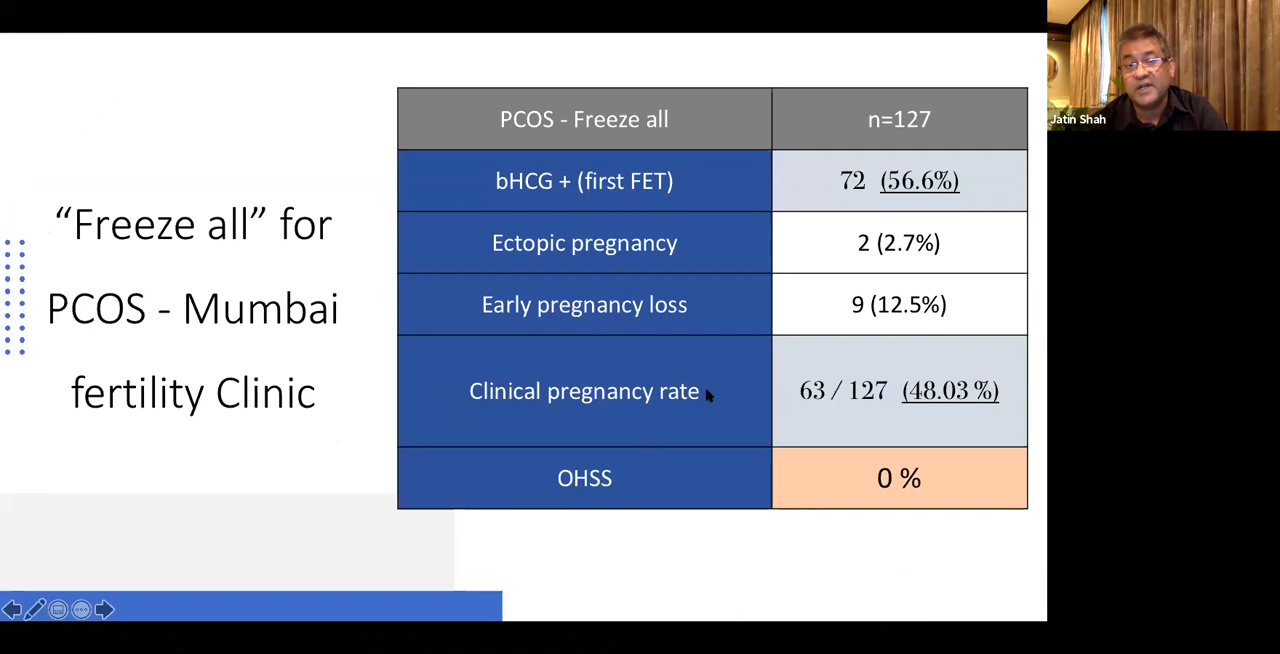 “Freeze all” for
PCOS - Mumbai
fertility Clinic
PCOS - Freeze all n=127
bHCG + (first FET) 72 (56.6%)
Ectopic pregnancy 2 (2.7%)
Early pregnancy loss 9 (12.5%)
Clinical pregnancy rate 63 / 127 (48.03 %)
OHSS 0 %
Jatin Shah